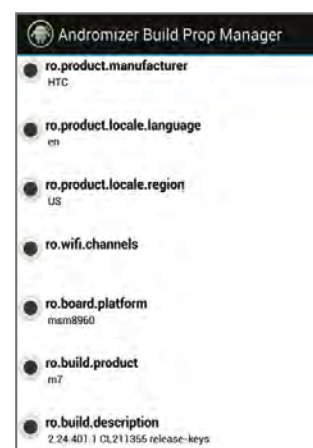 Andromizer Build Prop Manager
ro.product.manufacturer
HTC
ro.product.locale.language
en
ro.product.locale.region
US
ro.wifi.channels
ro.board.platform
msm8960
ro.build.product
m7
ro.build.description
2.24.401.1 CL211355 release-keys